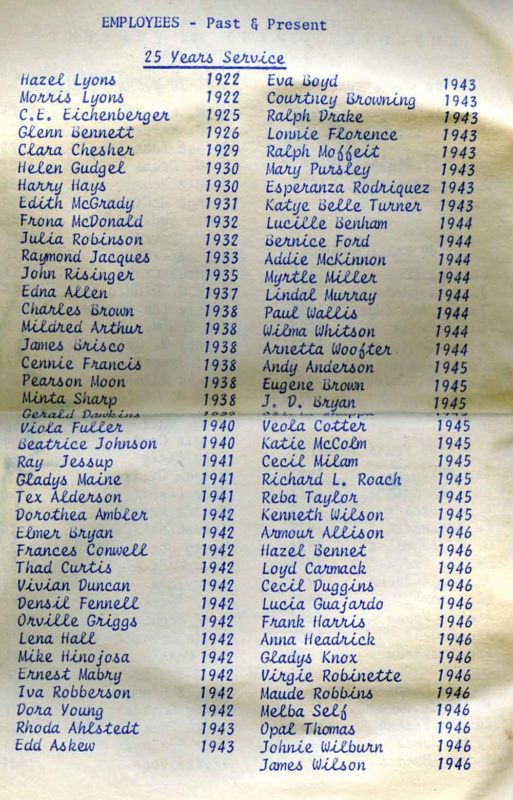 EMPLOYEES - Past & Present
25 Years Service
Hazel Lyons 1922
Morris Lyons 1922
C.E. Eichenberger 1925
Glenn Bennett 1926
Clara Chesher 1929
Helen Gudgel 1930
Harry Hays 1930
Edith McGrady 1931
Frona McDonald 1932
Julia Robinson 1932
Raymond Jacques 1933
John Risinger 1935
Edna Allen 1937
Charles Brown 1938
Mildred Arthur 1938
James Brisco 1938
Cennie Francis 1938
Pearson Moon 1938
Minta Sharp 1938
Gerald Dawkins
Viola Fuller 1940
Beatrice Johnson 1940
Ray Jessup 1941
Gladys Maine 1941
Tex Alderson 1941
Dorothea Ambler 1942
Elmer Bryan 1942
Frances Conwell 1942
Thad Curtis 1942
Vivian Duncan 1942
Densil Fennell 1942
Orville Griggs 1942
Lena Hall 1942
Mike Hinojosa 1942
Ernest Mabry 1942
Iva Robberson 1942
Dora Young 1942
Rhoda Ahlstedt 1943
Edd Askew 1943
Eva Boyd 1943
Courtney Browning 1943
Ralph Drake 1943
Lonnie Florence 1943
Ralph Moffeit 1943
Mary Pursley 1943
Esperanza Rodriquez 1943
Katye Belle Turner 1943
Lucille Benham 1944
Bernice Ford 1944
Addie McKinnon 1944
Myrtle Miller 1944
Lindal Murray 1944
Paul Wallis 1944
Wilma Whitson 1944
Arnetta Woofter 1944
Andy Anderson 1945
Eugene Brown 1945
J. D. Bryan 1945
Veola Cotter 1945
Katie McColm 1945
Cecil Milam 1945
Richard L. Roach 1945
Reba Taylor 1945
Kenneth Wilson 1945
Armour Allison 1946
Hazel Bennet 1946
Loyd Carmack 1946
Cecil Duggins 1946
Lucia Guajardo 1946
Frank Harris 1946
Anna Headrick 1946
Gladys Knox 1946
Virgie Robinette 1946
Maude Robbins 1946
Melba Self 1946
Opal Thomas 1946
Johnie Wilburn 1946
James Wilson 1946